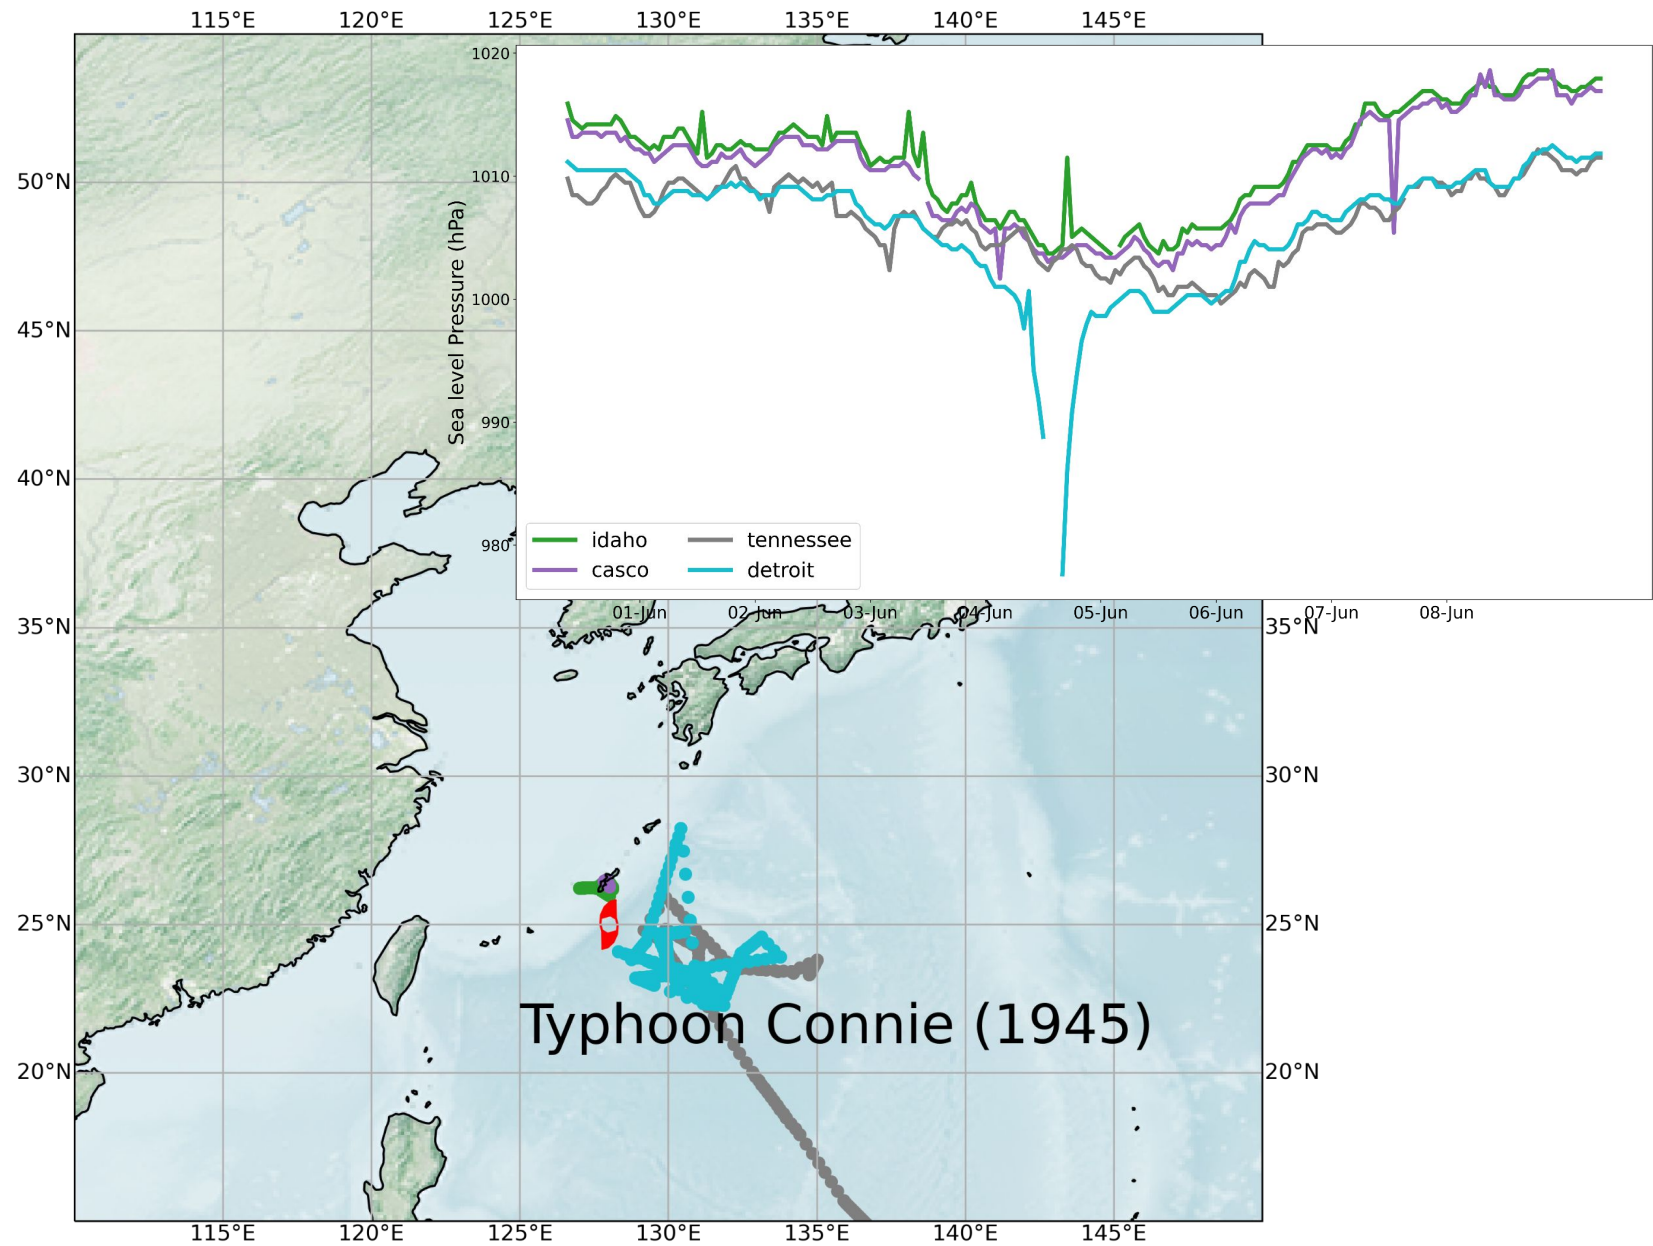 115°E 120°E 125°E 130°E 135°E 140°E 145°E
1020
1010
1000
990
980
Sea level Pressure (hPa)
idaho tennessee
casco detroit
01-Jun 02-Jun 03-Jun 04-Jun 05-Jun 06-Jun 07-Jun 08-Jun
50°N
45°N
40°N
35°N 35°N
30°N 30°N
25°N 25°N
Typhoon Connie (1945)
20°N 20°N
115°E 120°E 125°E 130°E 135°E 140°E 145°E